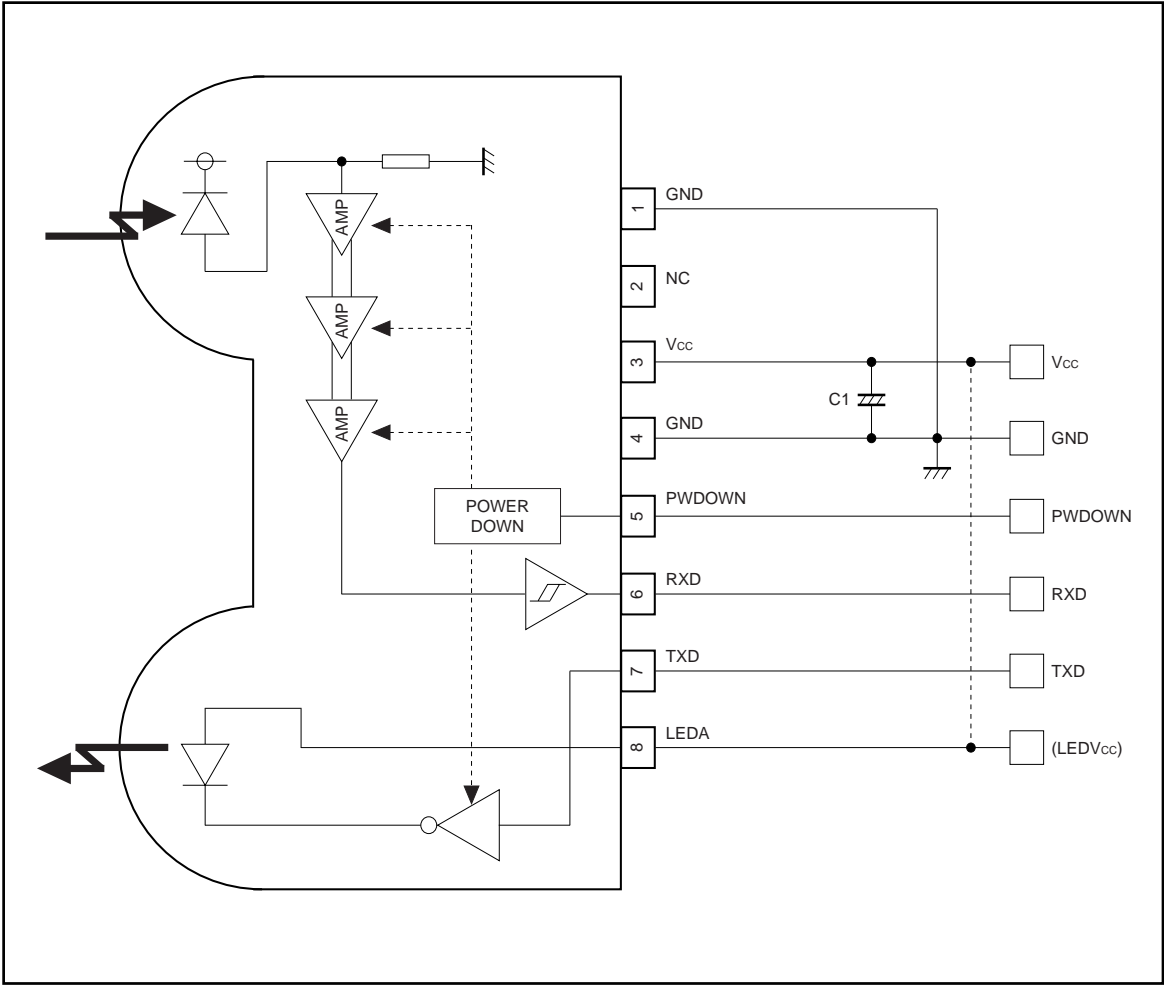 AMP
AMP
AMP
POWER
DOWN
1
GND
2
NC
3
Vcc
C1
Vcc
4
GND
GND
5
PWDOWN
PWDOWN
6
RXD
RXD
7
TXD
TXD
8
LEDA
(LEDVcc)